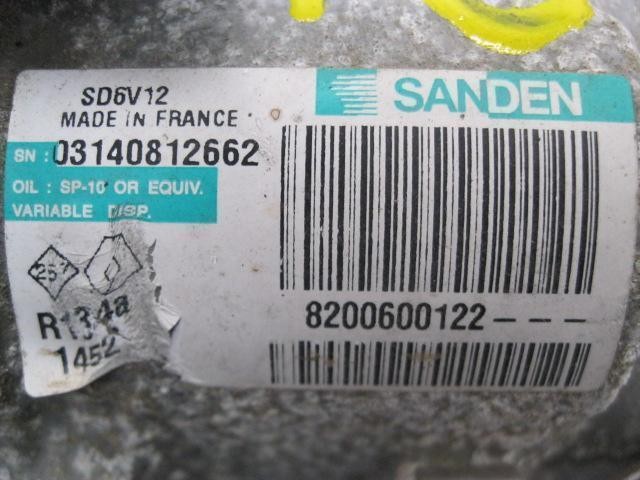 SD6V12
MADE IN FRANCE
SANDEN
SN : 03140812662
OIL : SP-10 OR EQUIV.
VARIABLE DISP.
R134a
1452
8200600122---